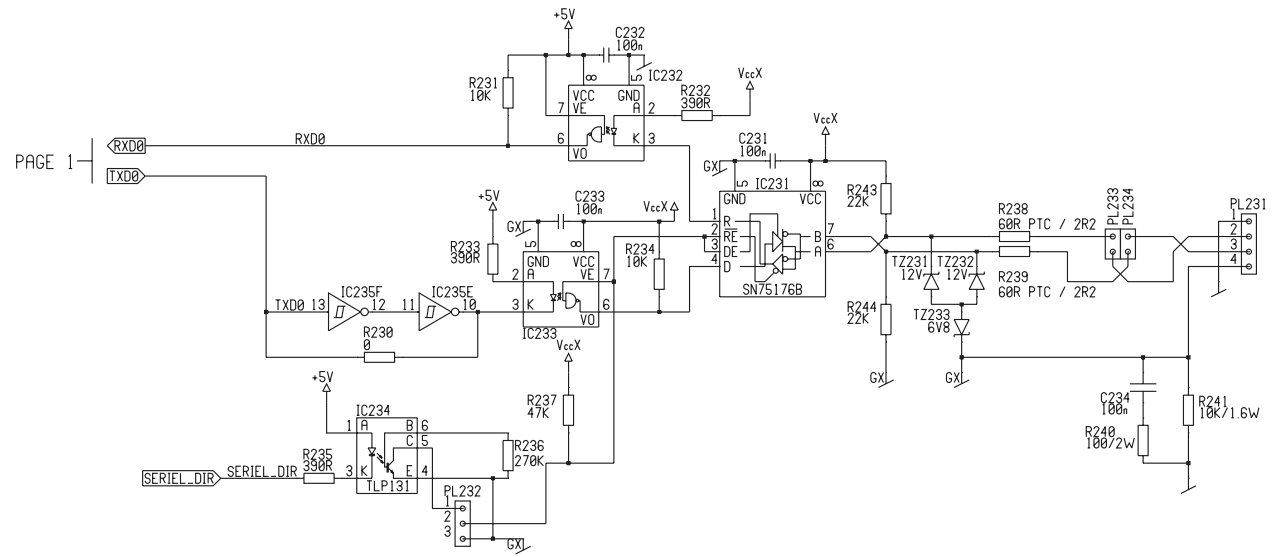 +5V
C232
100n
R231
10K
8
5
IC232
VCC
GND
7
VE
A
2
R232
390R
VccX
6
VO
K
3
PAGE 1
RXD0
RXD0
TXD0
VccX
C231
100n
GX
5
IC231
8
GND
VCC
1
R
2
RE
3
DE
4
D
B
7
A
6
SN75176B
R243
22K
R244
22K
GX
+5V
C233
100n
VccX
GX
5
8
R233
390R
GND
VCC
2
A
VE
7
R234
10K
3
K
6
VO
IC233
TXD0
13
IC235F
12
11
IC235E
10
R230
0
R238
60R PTC / 2R2
R239
60R PTC / 2R2
TZ231
12V
TZ232
12V
TZ233
6V8
GX
PL233
PL234
PL231
1
2
3
4
C234
100n
R240
100/2W
R241
10K/1.6W
VccX
R237
47K
+5V
IC234
1
A
B
6
C
5
R236
270K
R235
390R
3
K
E
4
TLP131
SERIEL_DIR
SERIEL_DIR
PL232
1
2
3
GX